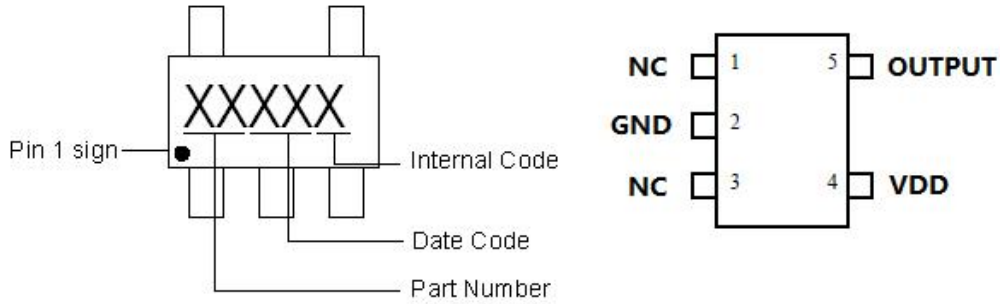 XXXXX
Pin 1 sign
Internal Code
Date Code
Part Number
NC 1 5 OUTPUT
GND 2
NC 3 4 VDD